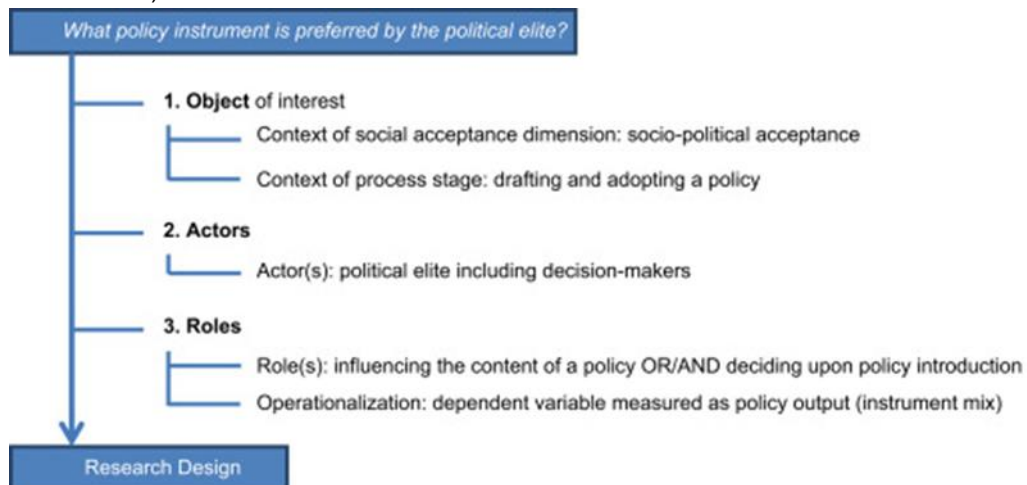 What policy instrument is preferred by the political elite?
1. Object of interest
Context of social acceptance dimension: socio-political acceptance
Context of process stage: drafting and adopting a policy
2. Actors
Actor(s): political elite including decision-makers
3. Roles
Role(s): influencing the content of a policy OR/AND deciding upon policy introduction
Operationalization: dependent variable measured as policy output (instrument mix)
Research Design